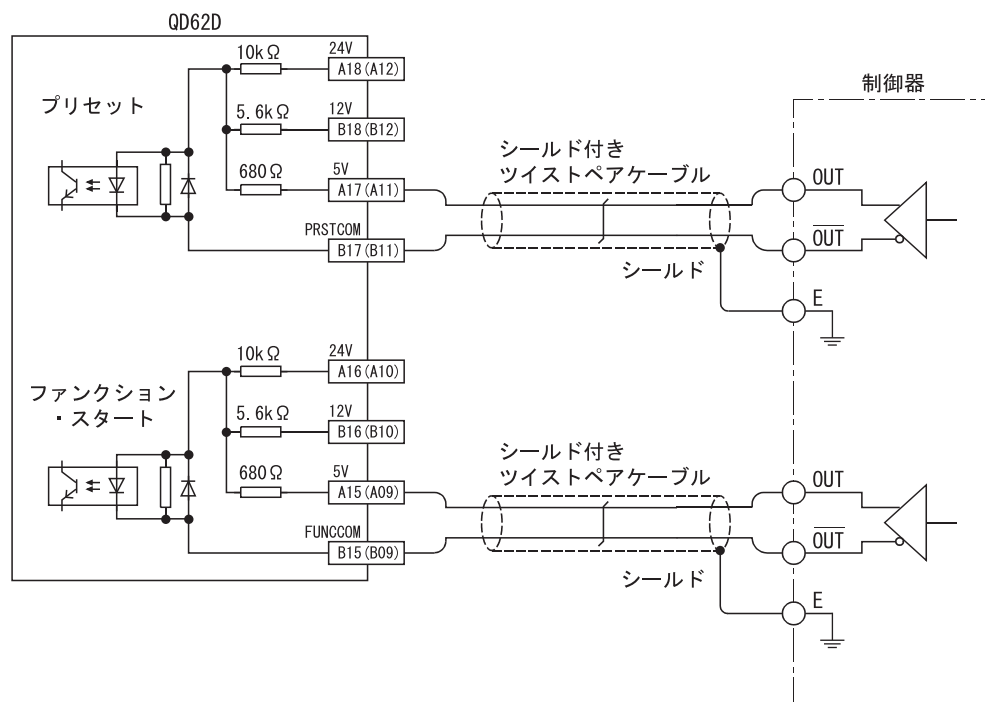 QD62D
プリセット
10kΩ
24V
A18(A12)
5.6kΩ
12V
B18(B12)
680Ω
5V
A17(A11)
PRSTCOM
B17(B11)
シールド付き
ツイストペアケーブル
シールド
制御器
OUT
OUT
E
ファンクション
・スタート
10kΩ
24V
A16(A10)
5.6kΩ
12V
B16(B10)
680Ω
5V
A15(A09)
FUNCCOM
B15(B09)
シールド付き
ツイストペアケーブル
シールド
OUT
OUT
E